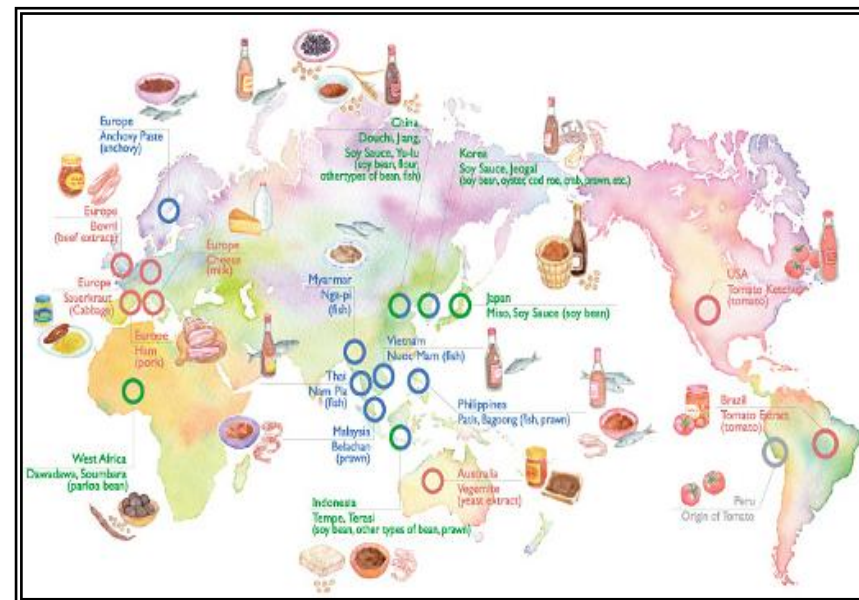 Europe
Anchovy Paste
(anchovy)
China
Douchi, Jiang,
Soy Sauce, Yu-lu
(soy bean, flour,
othertypes of bean, fish)
Korea
Soy Sauce, Jeogal
(soy bean, oyster, cod roe, crab, prawn, etc.)
Europe
Bovril
(beef extract)
Europe
Cheese
(milk)
Europe
Sauerkraut
(Cabbage)
Europe
Ham
(pork)
Myanmar
Nga-pi
(fish)
Japan
Miso, Soy Sauce (soy bean)
USA
Tomato Ketchup
(tomato)
Vietnam
Nuoc Mam (fish)
Thai
Nam Pla
(fish)
Philippines
Patis, Bagoong (fish, prawn)
Malaysia
Belachan
(prawn)
Brazil
Tomato Extract
(tomato)
West Africa
Dawadawa, Soumbara
(parloa bean)
Australia
Vegemite
(yeast extract)
Peru
Origin of Tomato
Indonesia
Tempe, Terasi
(soy bean, other types of bean, prawn)